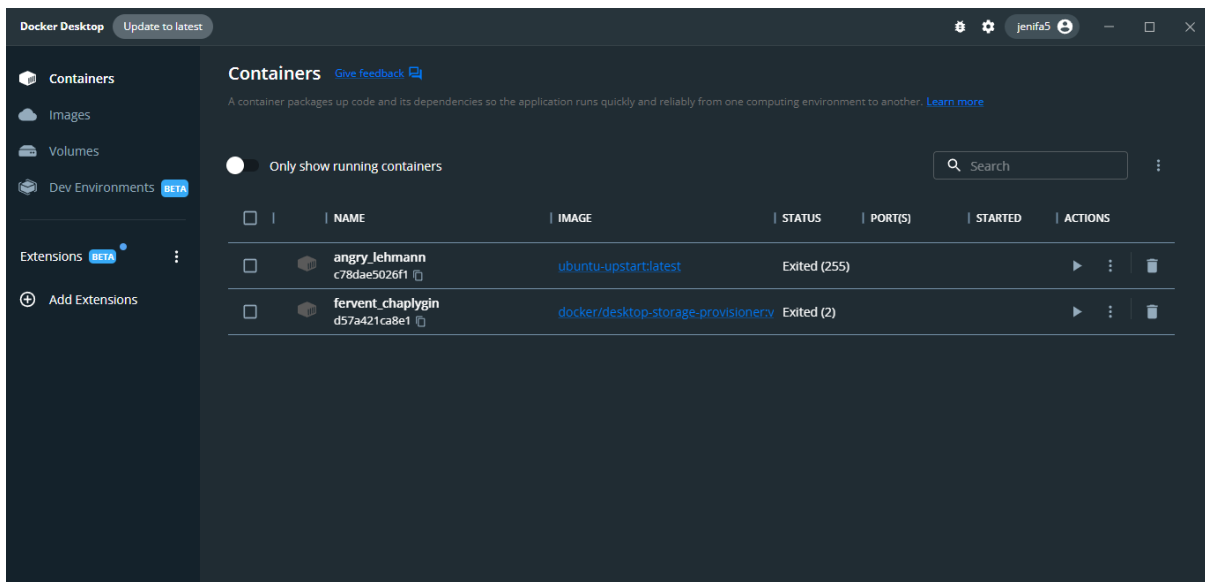 Docker Desktop Update to latest jenifa5
Containers
Images
Volumes
Dev Environments BETA
Extensions BETA
Add Extensions
Containers Give feedback
A container packages up code and its dependencies so the application runs quickly and reliably from one computing environment to another. Learn more
Only show running containers Search
NAME IMAGE STATUS PORT(S) STARTED ACTIONS
angry_lehmann ubuntu-upstart:latest Exited (255)
c78dae5026f1
fervent_chaplygin docker/desktop-storage-provisioner:v Exited (2)
d57a421ca8e1